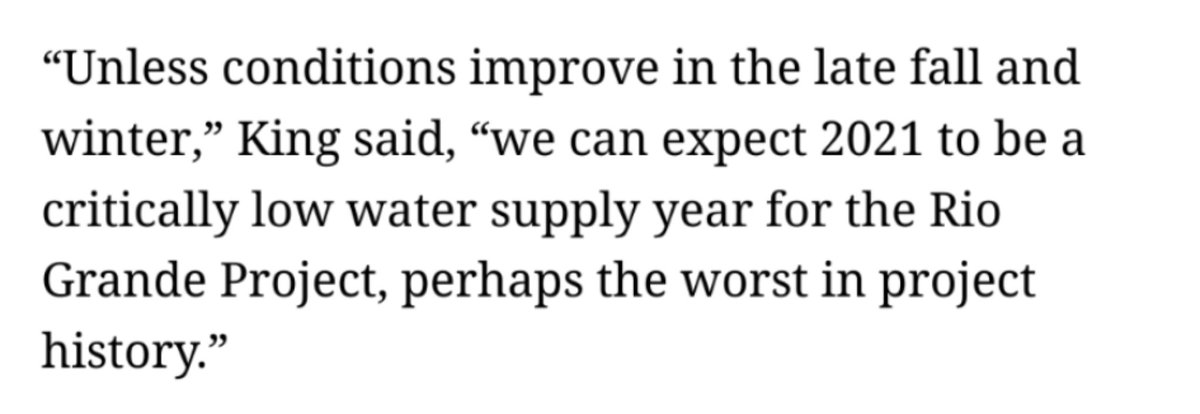 “Unless conditions improve in the late fall and
winter,” King said, “we can expect 2021 to be a
critically low water supply year for the Rio
Grande Project, perhaps the worst in project
history.”